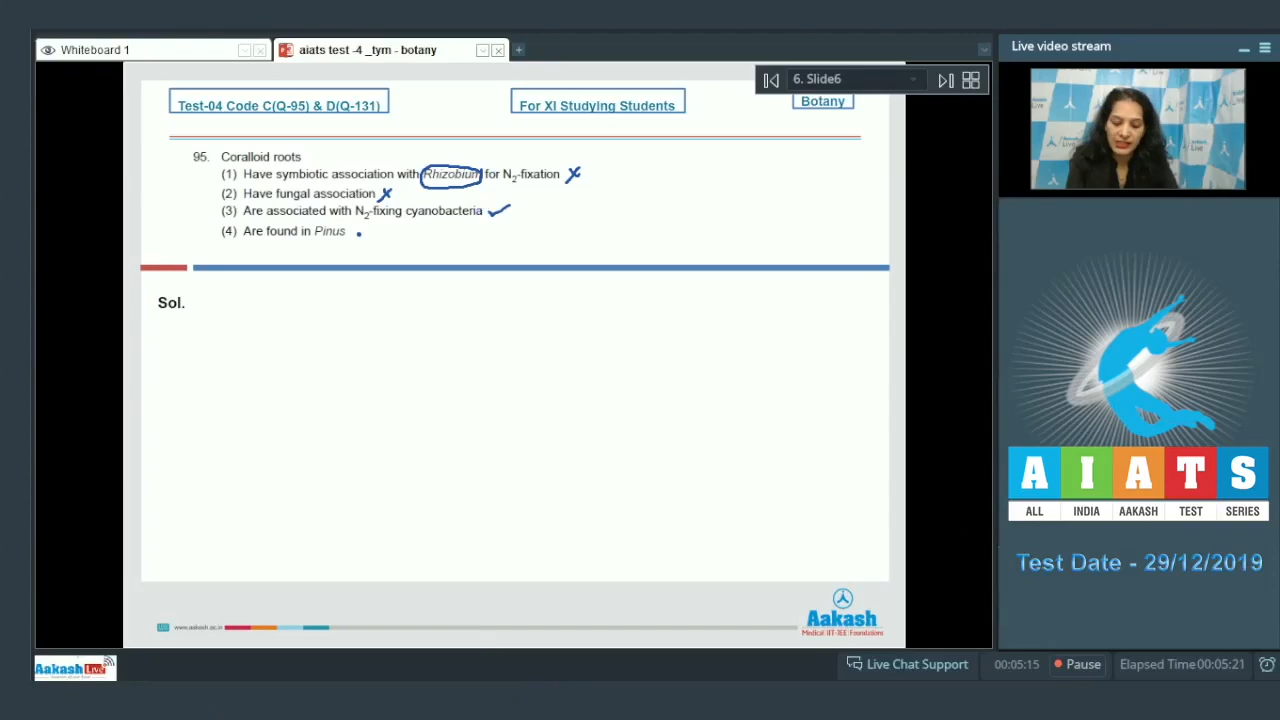 Whiteboard 1
aiats test -4 _tym - botany
Live video stream
6. Slide6
Test-04 Code C(Q-95) & D(Q-131)
For XI Studying Students
Botany
95. Coralloid roots
(1) Have symbiotic association with Rhizobium for N2-fixation
(2) Have fungal association
(3) Are associated with N2-fixing cyanobacteria
(4) Are found in Pinus
Sol.
A I A T S
ALL INDIA AAKASH TEST SERIES
Test Date - 29/12/2019
Aakash
Medical|IIT-JEE|Foundations
www.aakash.ac.in
Aakash Live
Live Chat Support
00:05:15
Pause
Elapsed Time 00:05:21